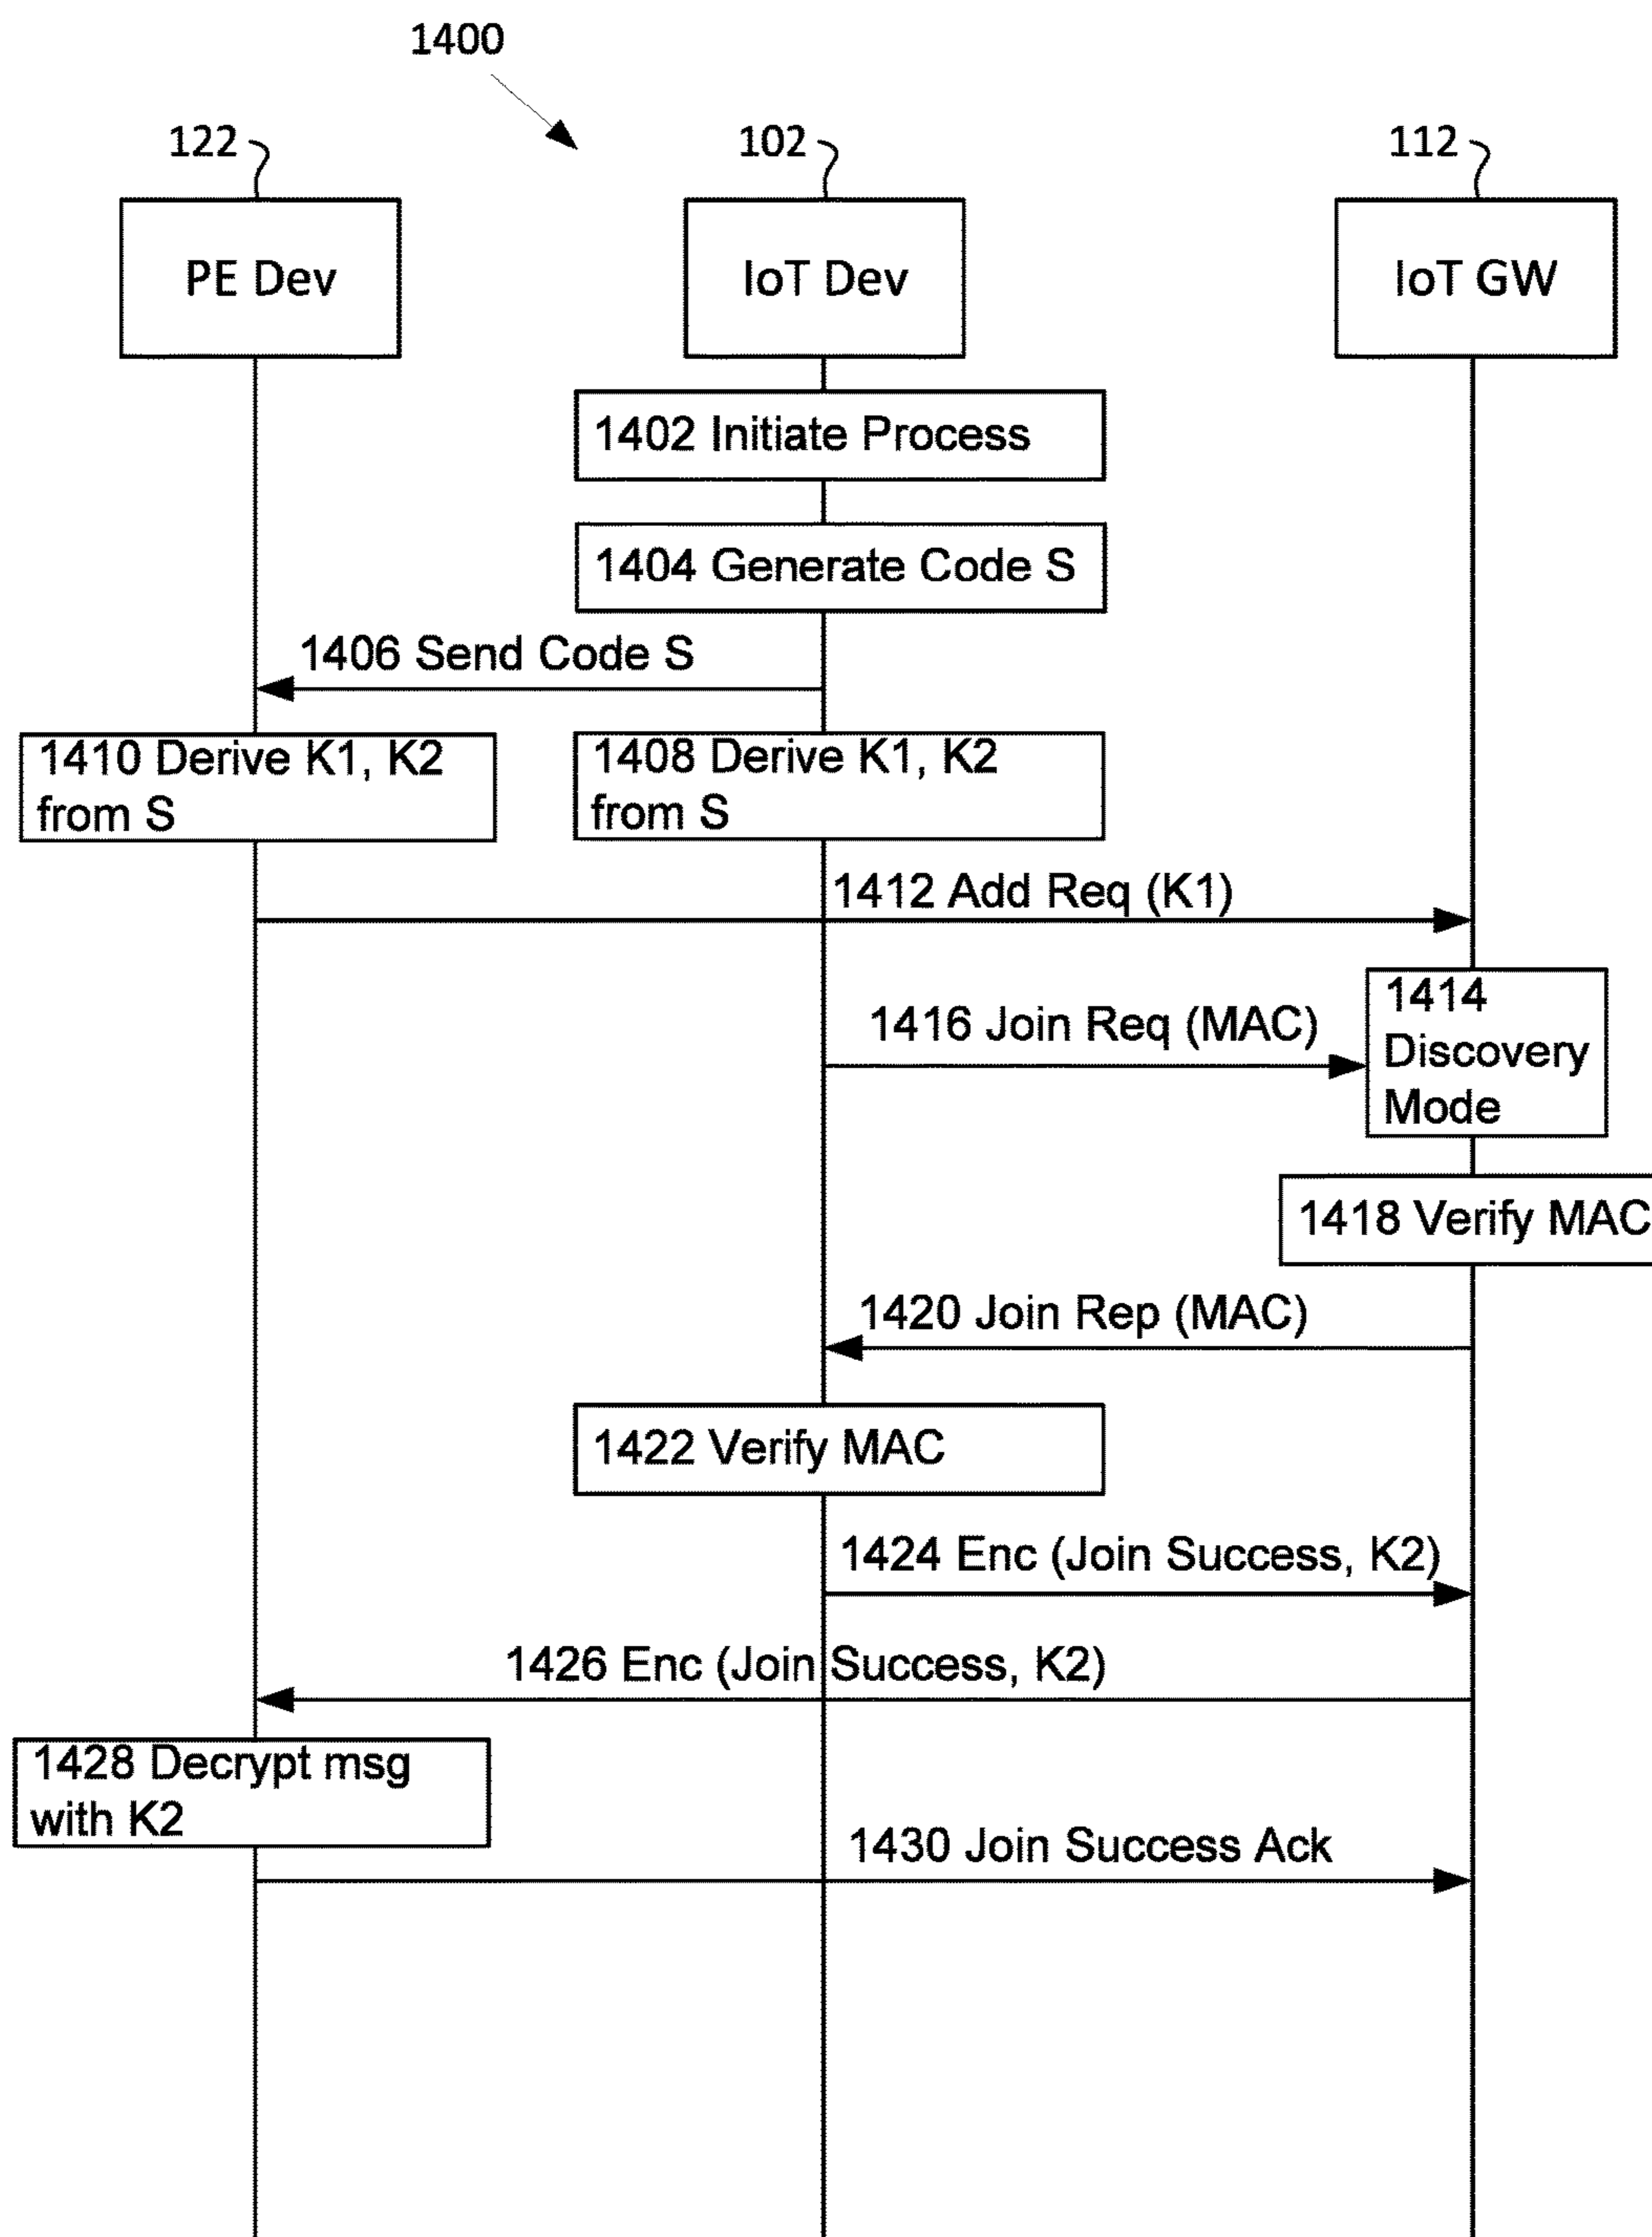 1400
122
102
112
PE Dev
IoT Dev
IoT GW
1402 Initiate Process
1404 Generate Code S
1406 Send Code S
1410 Derive K1, K2
from S
1408 Derive K1, K2
from S
1412 Add Req (K1)
1414
Discovery
Mode
1416 Join Req (MAC)
1418 Verify MAC
1420 Join Rep (MAC)
1422 Verify MAC
1424 Enc (Join Success, K2)
1426 Enc (Join Success, K2)
1428 Decrypt msg
with K2
1430 Join Success Ack